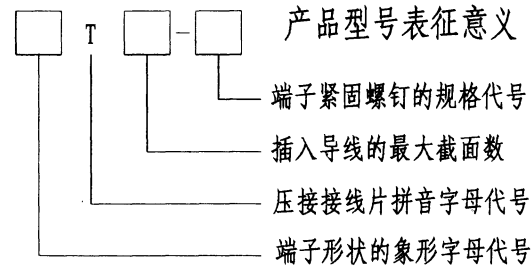 □ T □-□ 产品型号表征意义
端子紧固螺钉的规格代号
插入导线的最大截面数
压接接线片拼音字母代号
端子形状的象形字母代号